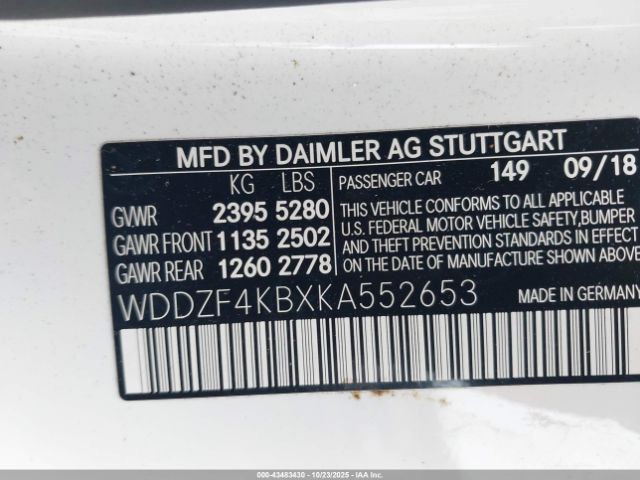 MFD BY DAIMLER AG STUTTGART
KG LBS
GVWR 2395 5280
GAWR FRONT 1135 2502
GAWR REAR 1260 2778
PASSENGER CAR 149 09/18
THIS VEHICLE CONFORMS TO ALL APPLICABLE
U.S. FEDERAL MOTOR VEHICLE SAFETY, BUMPER
AND THEFT PREVENTION STANDARDS IN EFFECT
ON THE DATE OF MANUFACTURE SHOWN ABOVE
WDDZF4KBXKA552653
MADE IN GERMANY
000-43483430 - 10/23/2025 - IAAI.COM